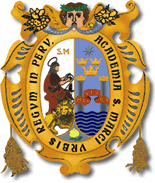 ACADEMIA S. MARCI VRBIS REGVM IN PERV.
S.M